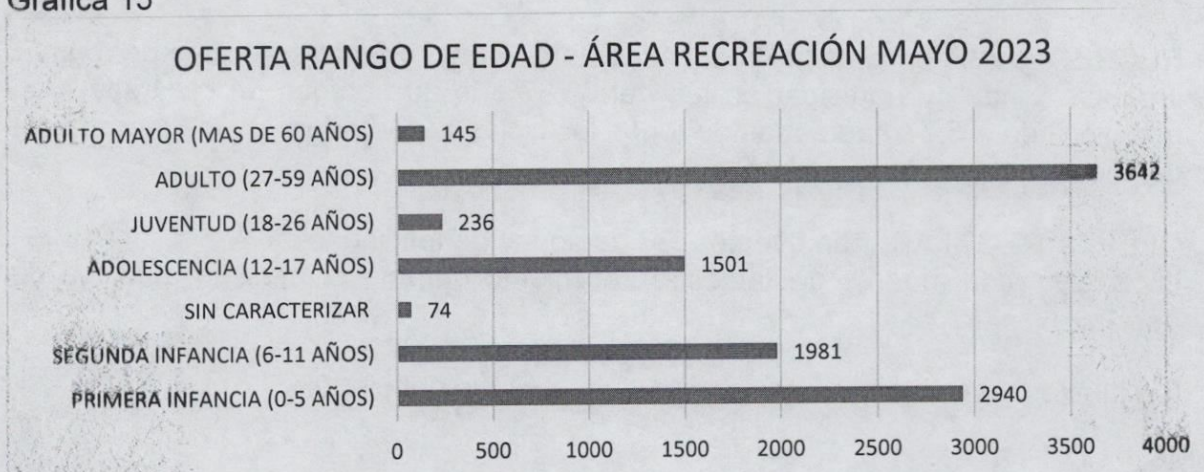 Gráfica 15
OFERTA RANGO DE EDAD - ÁREA RECREACIÓN MAYO 2023
ADULTO MAYOR (MAS DE 60 AÑOS) 145
ADULTO (27-59 AÑOS) 3642
JUVENTUD (18-26 AÑOS) 236
ADOLESCENCIA (12-17 AÑOS) 1501
SIN CARACTERIZAR 74
SEGUNDA INFANCIA (6-11 AÑOS) 1981
PRIMERA INFANCIA (0-5 AÑOS) 2940
0 500 1000 1500 2000 2500 3000 3500 4000